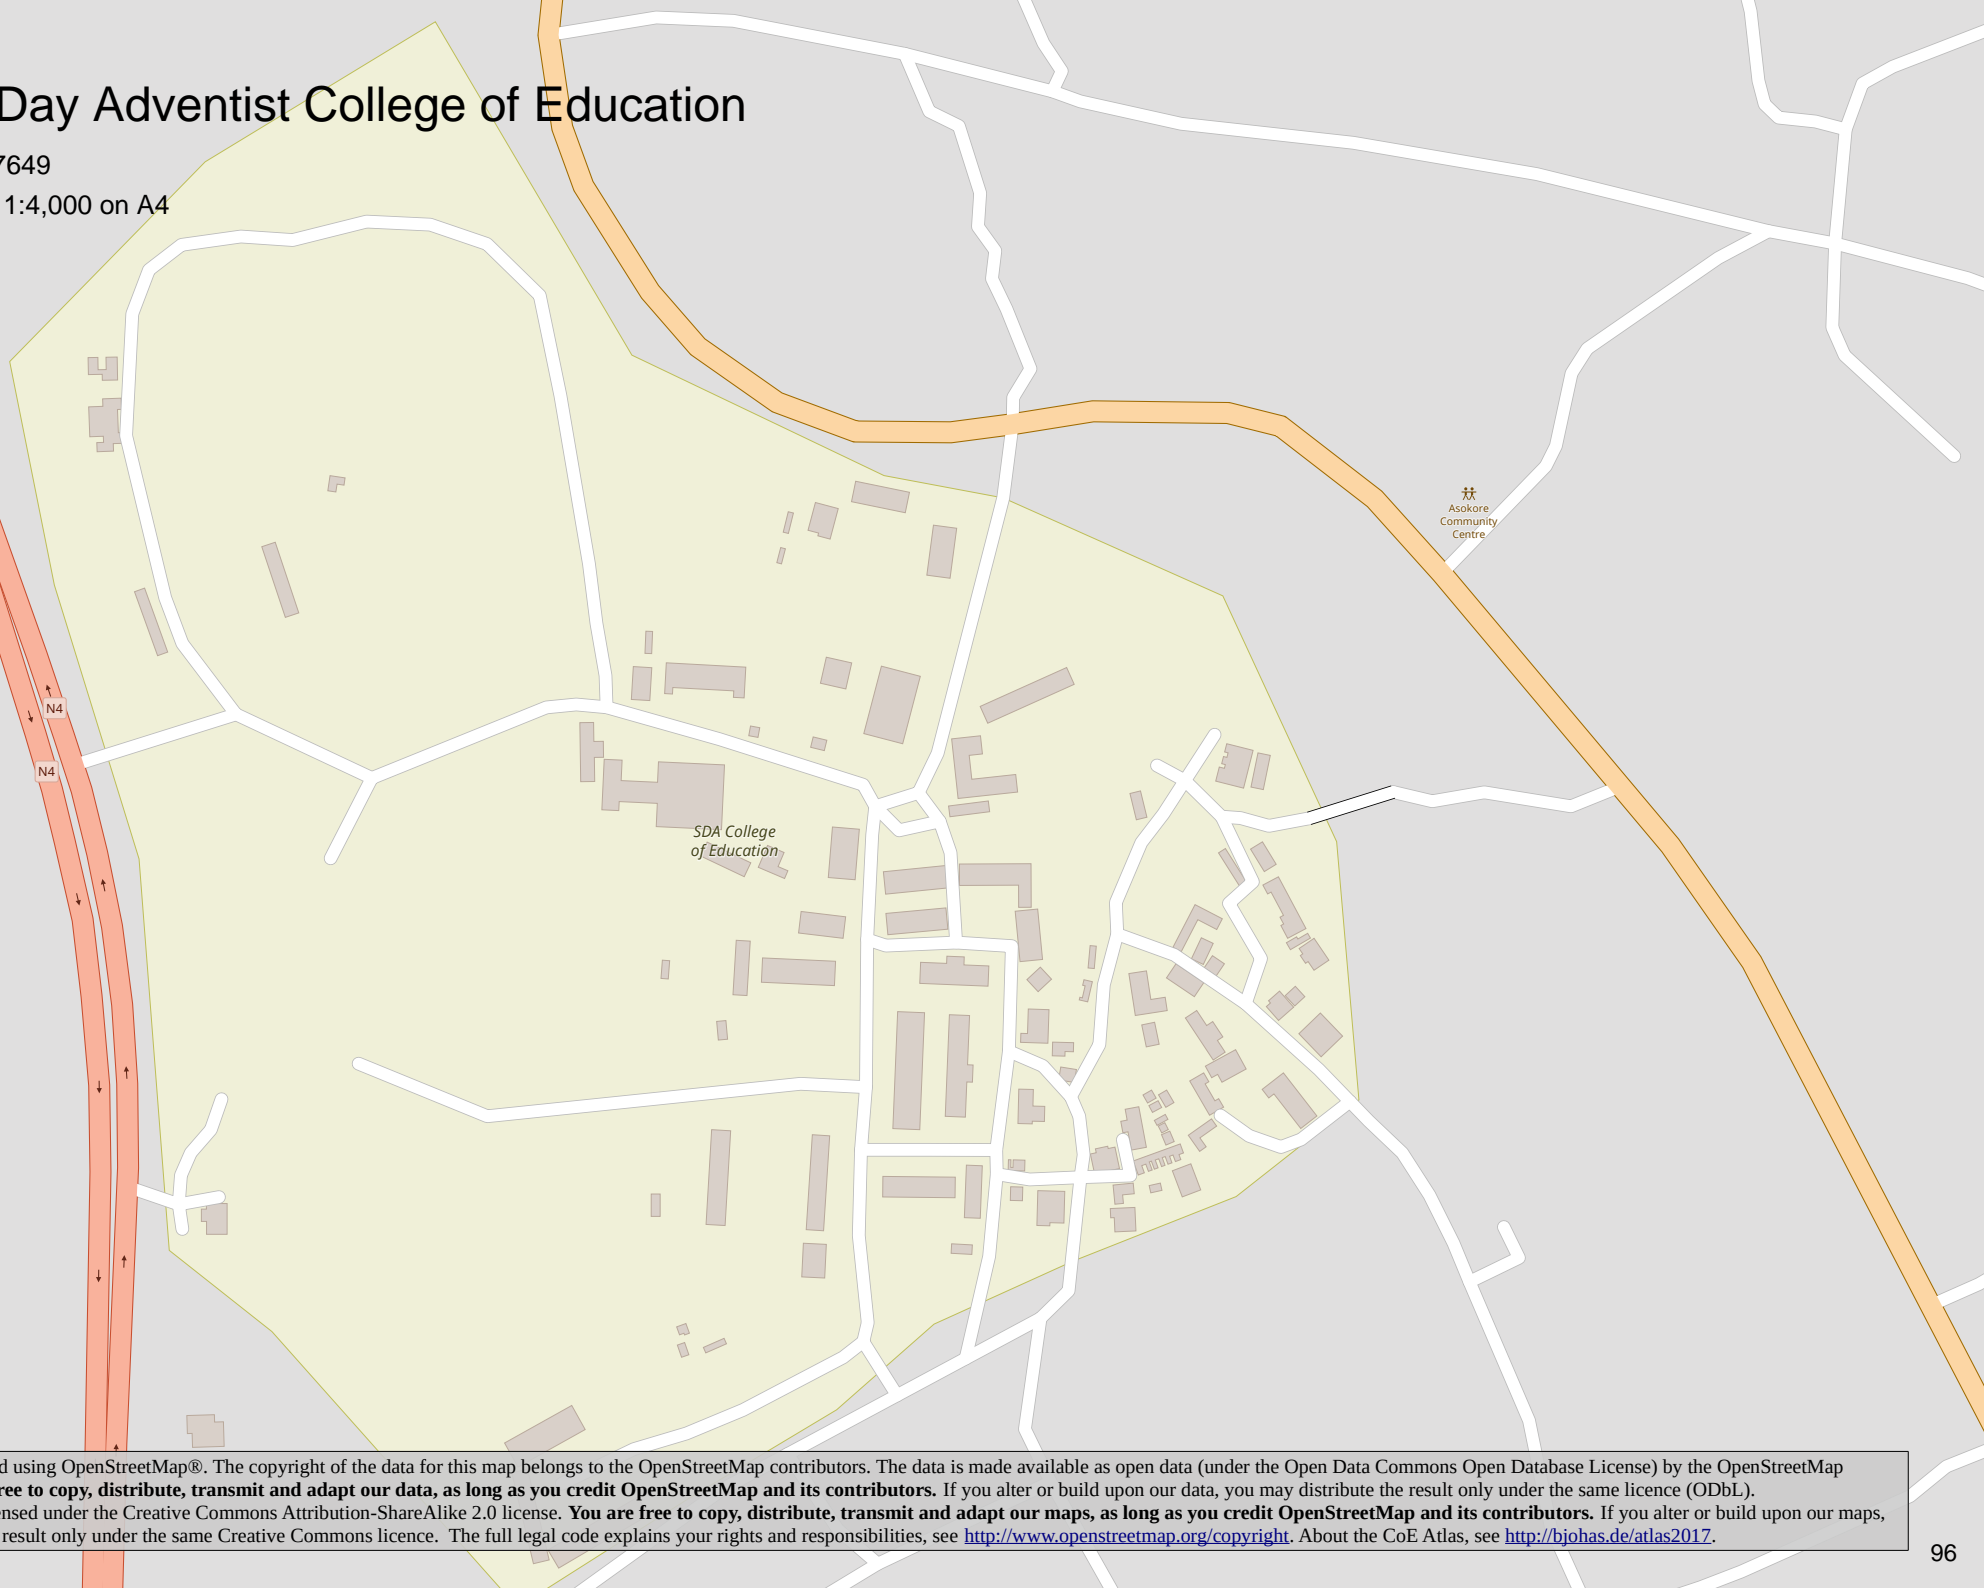 Day Adventist College of Education
7649
1:4,000 on A4
Asokore
Community
Centre
N4
N4
SDA College
of Education
d using OpenStreetMap®. The copyright of the data for this map belongs to the OpenStreetMap contributors. The data is made available as open data (under the Open Data Commons Open Database License) by the OpenStreetMap
ree to copy, distribute, transmit and adapt our data, as long as you credit OpenStreetMap and its contributors. If you alter or build upon our data, you may distribute the result only under the same licence (ODbL).
ensed under the Creative Commons Attribution-ShareAlike 2.0 license. You are free to copy, distribute, transmit and adapt our maps, as long as you credit OpenStreetMap and its contributors. If you alter or build upon our maps,
result only under the same Creative Commons licence. The full legal code explains your rights and responsibilities, see http://www.openstreetmap.org/copyright. About the CoE Atlas, see http://bjohas.de/atlas2017.
96